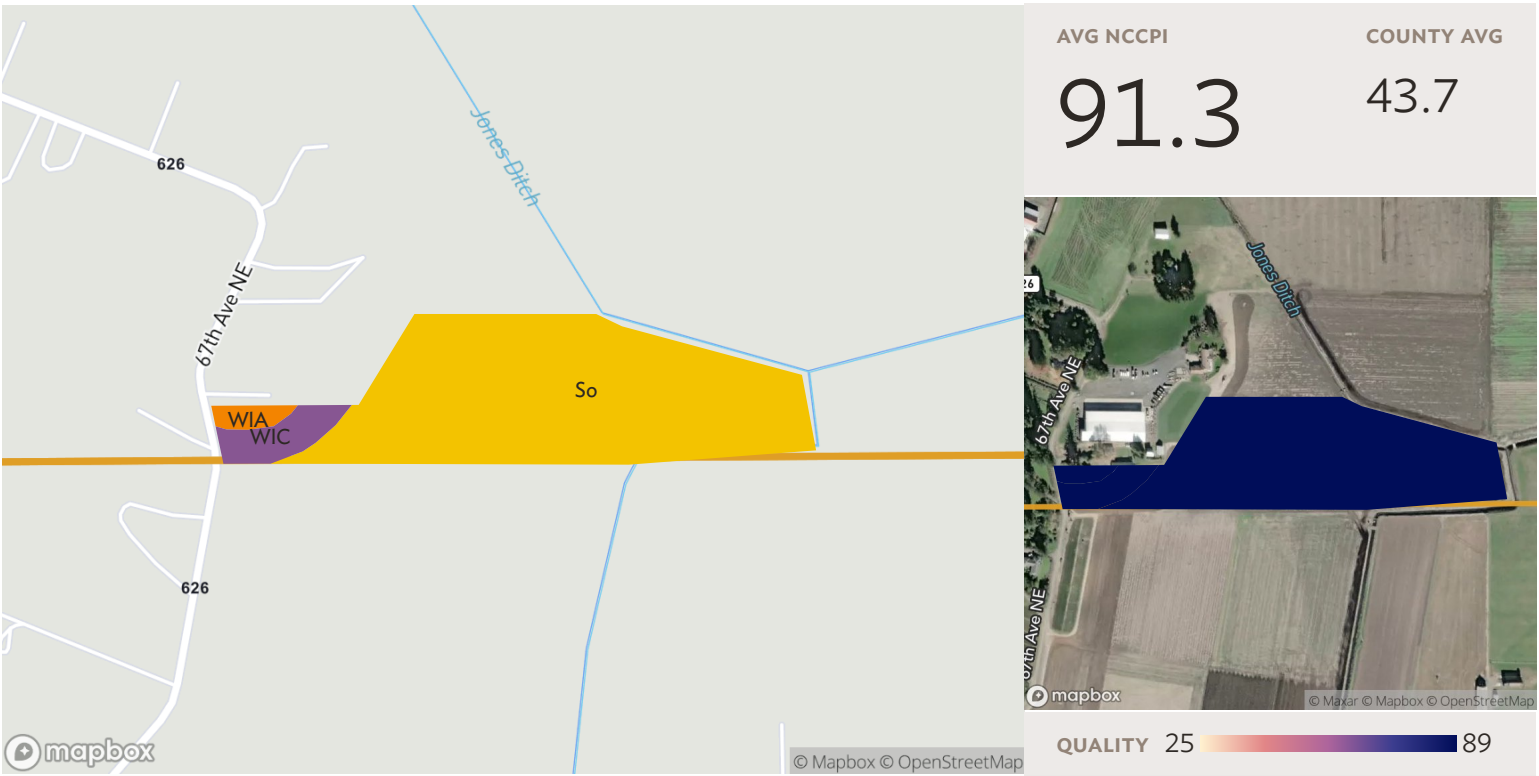 626
Jones Ditch
67th Ave NE
WIA
WIC
So
626
mapbox
© Mapbox © OpenStreetMap
AVG NCCPI
COUNTY AVG
91.3
43.7
Jones Ditch
26
67th Ave NE
67th Ave NE
mapbox
© Maxar © Mapbox © OpenStreetMap
QUALITY 25 89